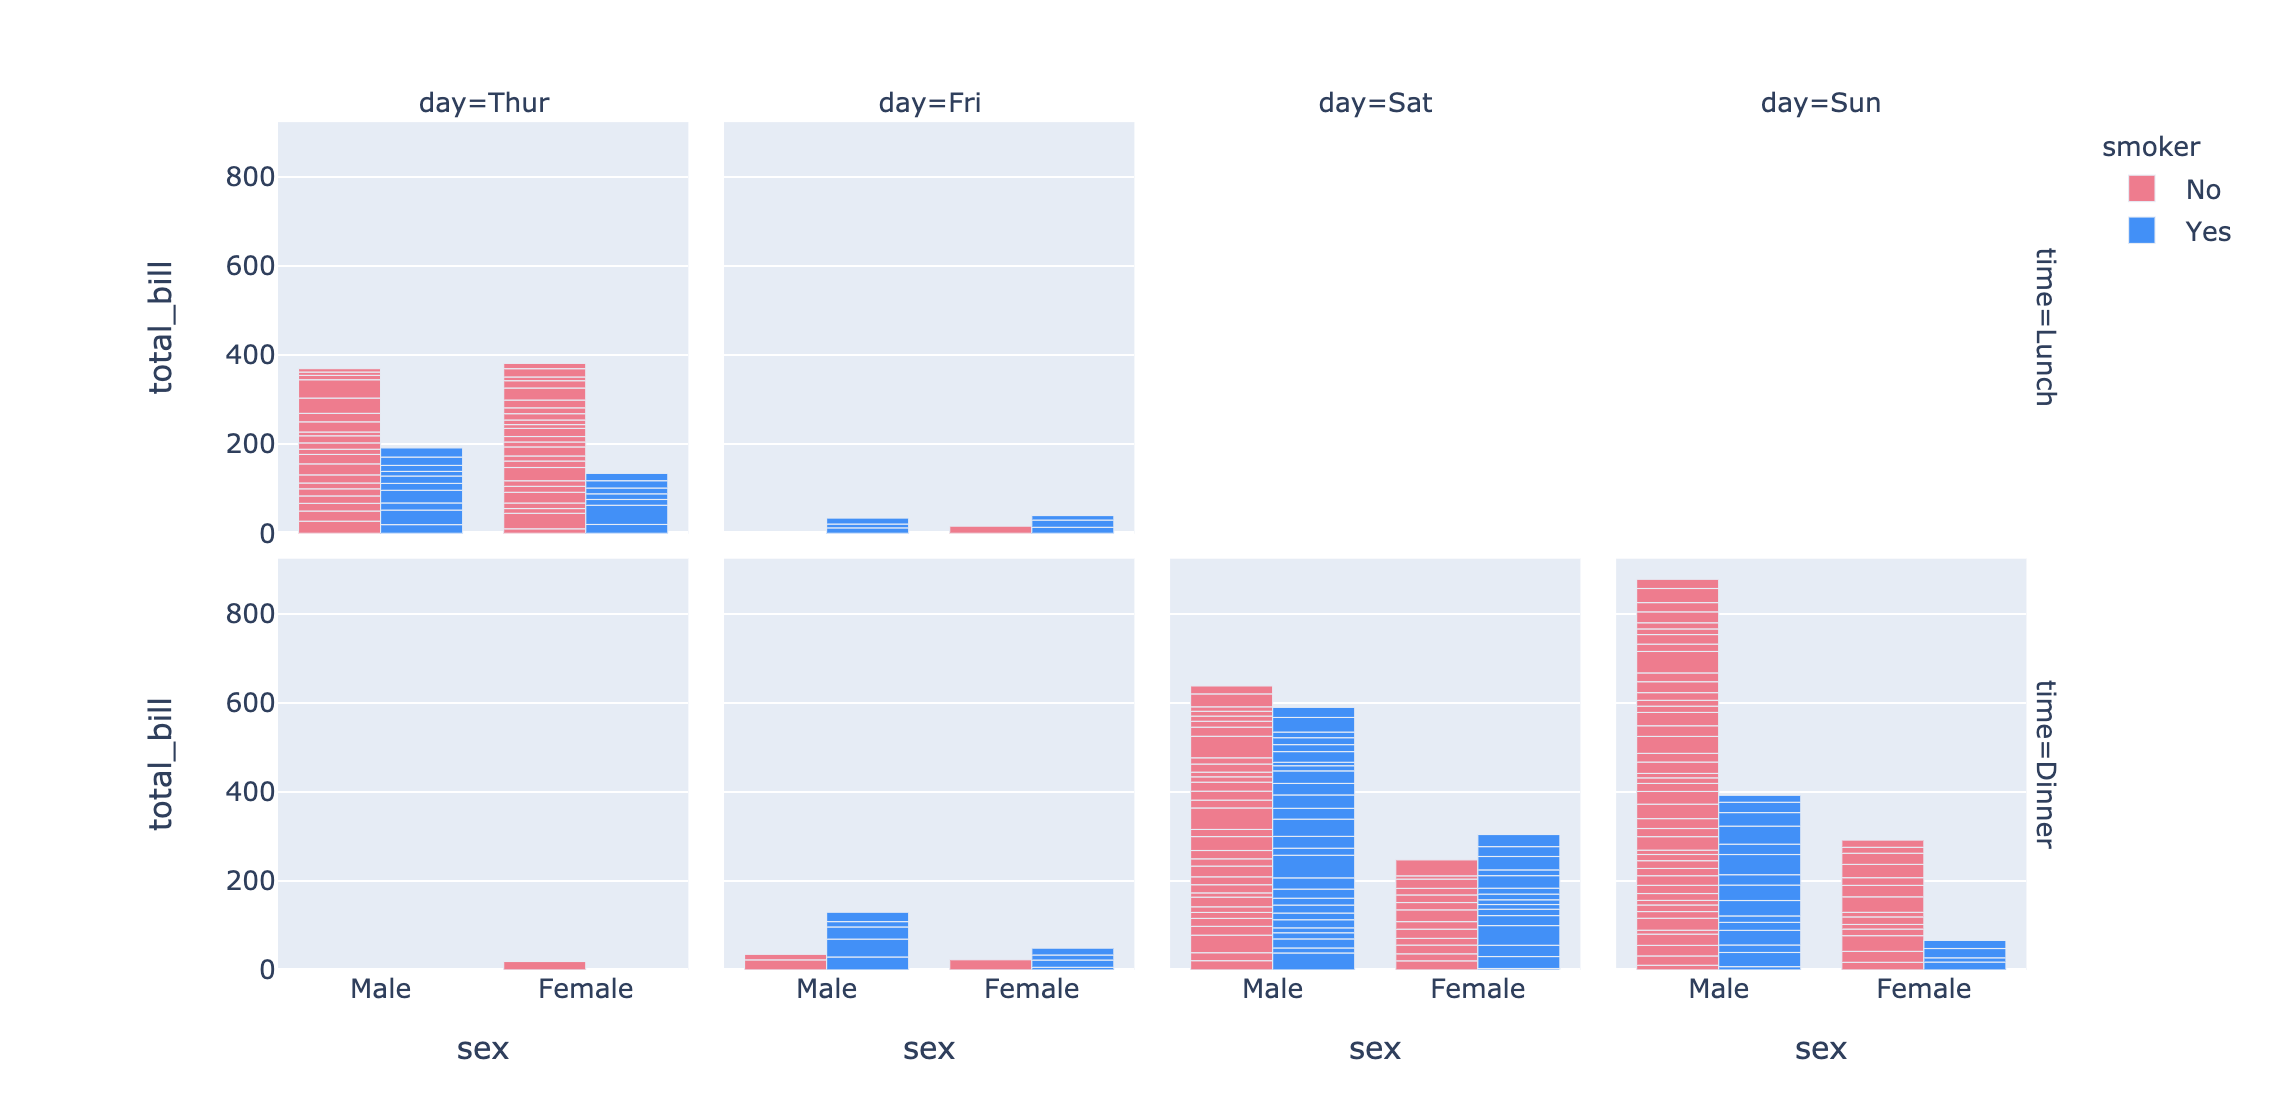 day=Thur
day=Fri
day=Sat
day=Sun
smoker
No
Yes
total_bill
800
600
400
200
0
time=Lunch
total_bill
800
600
400
200
0
time=Dinner
Male
Female
Male
Female
Male
Female
Male
Female
sex
sex
sex
sex